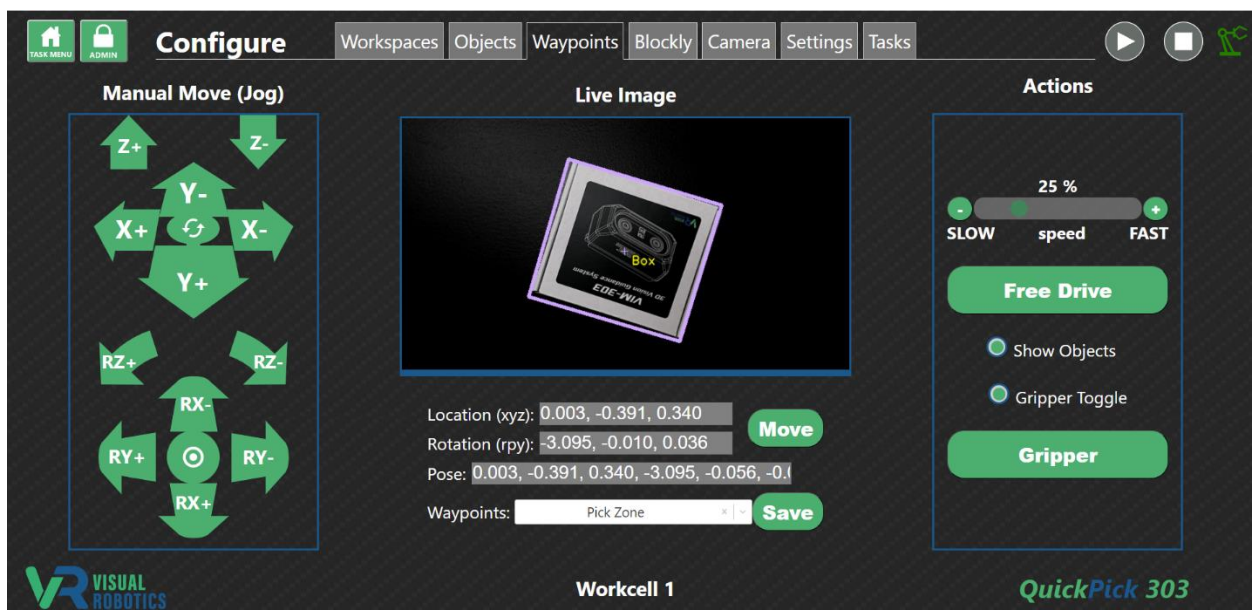 TASK MENU
ADMIN
Configure
Workspaces
Objects
Waypoints
Blockly
Camera
Settings
Tasks
Manual Move (Jog)
Z+
Z-
Y-
X+
X-
Y+
RZ+
RZ-
RX-
RY+
RY-
RX+
Live Image
Box
3D Vision Guidance System
VIM-303
Location (xyz): 0.003, -0.391, 0.340
Rotation (rpy): -3.095, -0.010, 0.036
Move
Pose: 0.003, -0.391, 0.340, -3.095, -0.056, -0.0
Waypoints: Pick Zone
Save
Actions
25 %
- +
SLOW speed FAST
Free Drive
Show Objects
Gripper Toggle
Gripper
VR VISUAL
ROBOTICS
Workcell 1
QuickPick 303